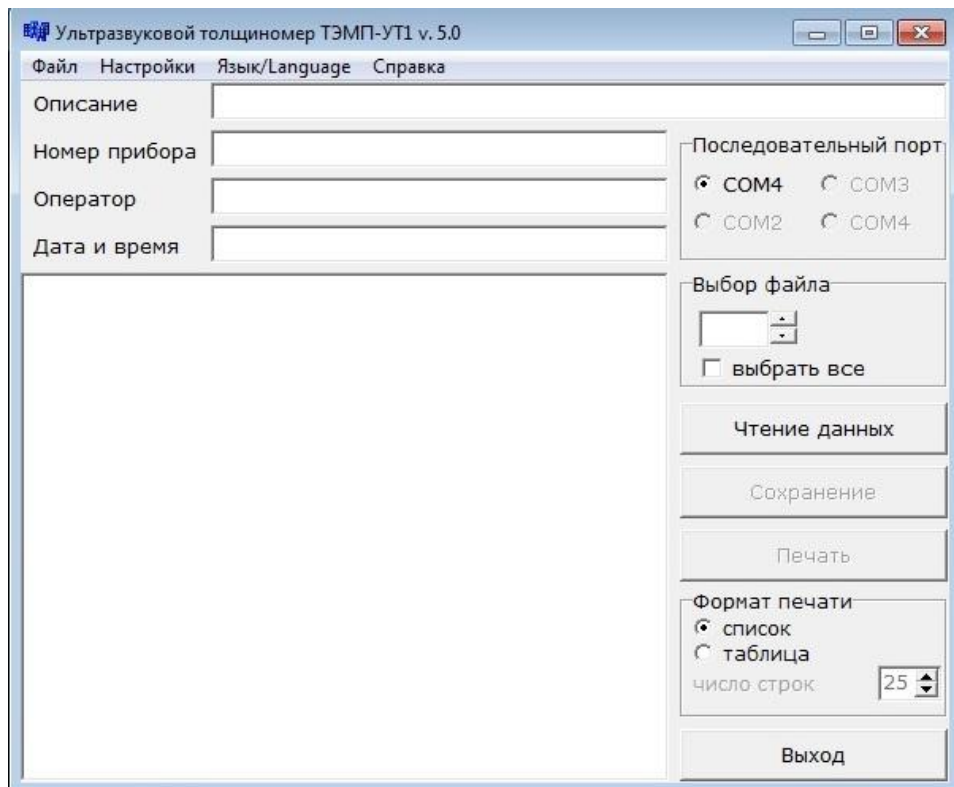 Ультразвуковой толщиномер ТЭМП-УТ1 v. 5.0
Файл Настройки Язык/Language Справка
Описание
Номер прибора
Оператор
Дата и время
Последовательный порт
COM4 COM3
COM2 COM4
Выбор файла
выбрать все
Чтение данных
Сохранение
Печать
Формат печати
список
таблица
число строк 25
Выход